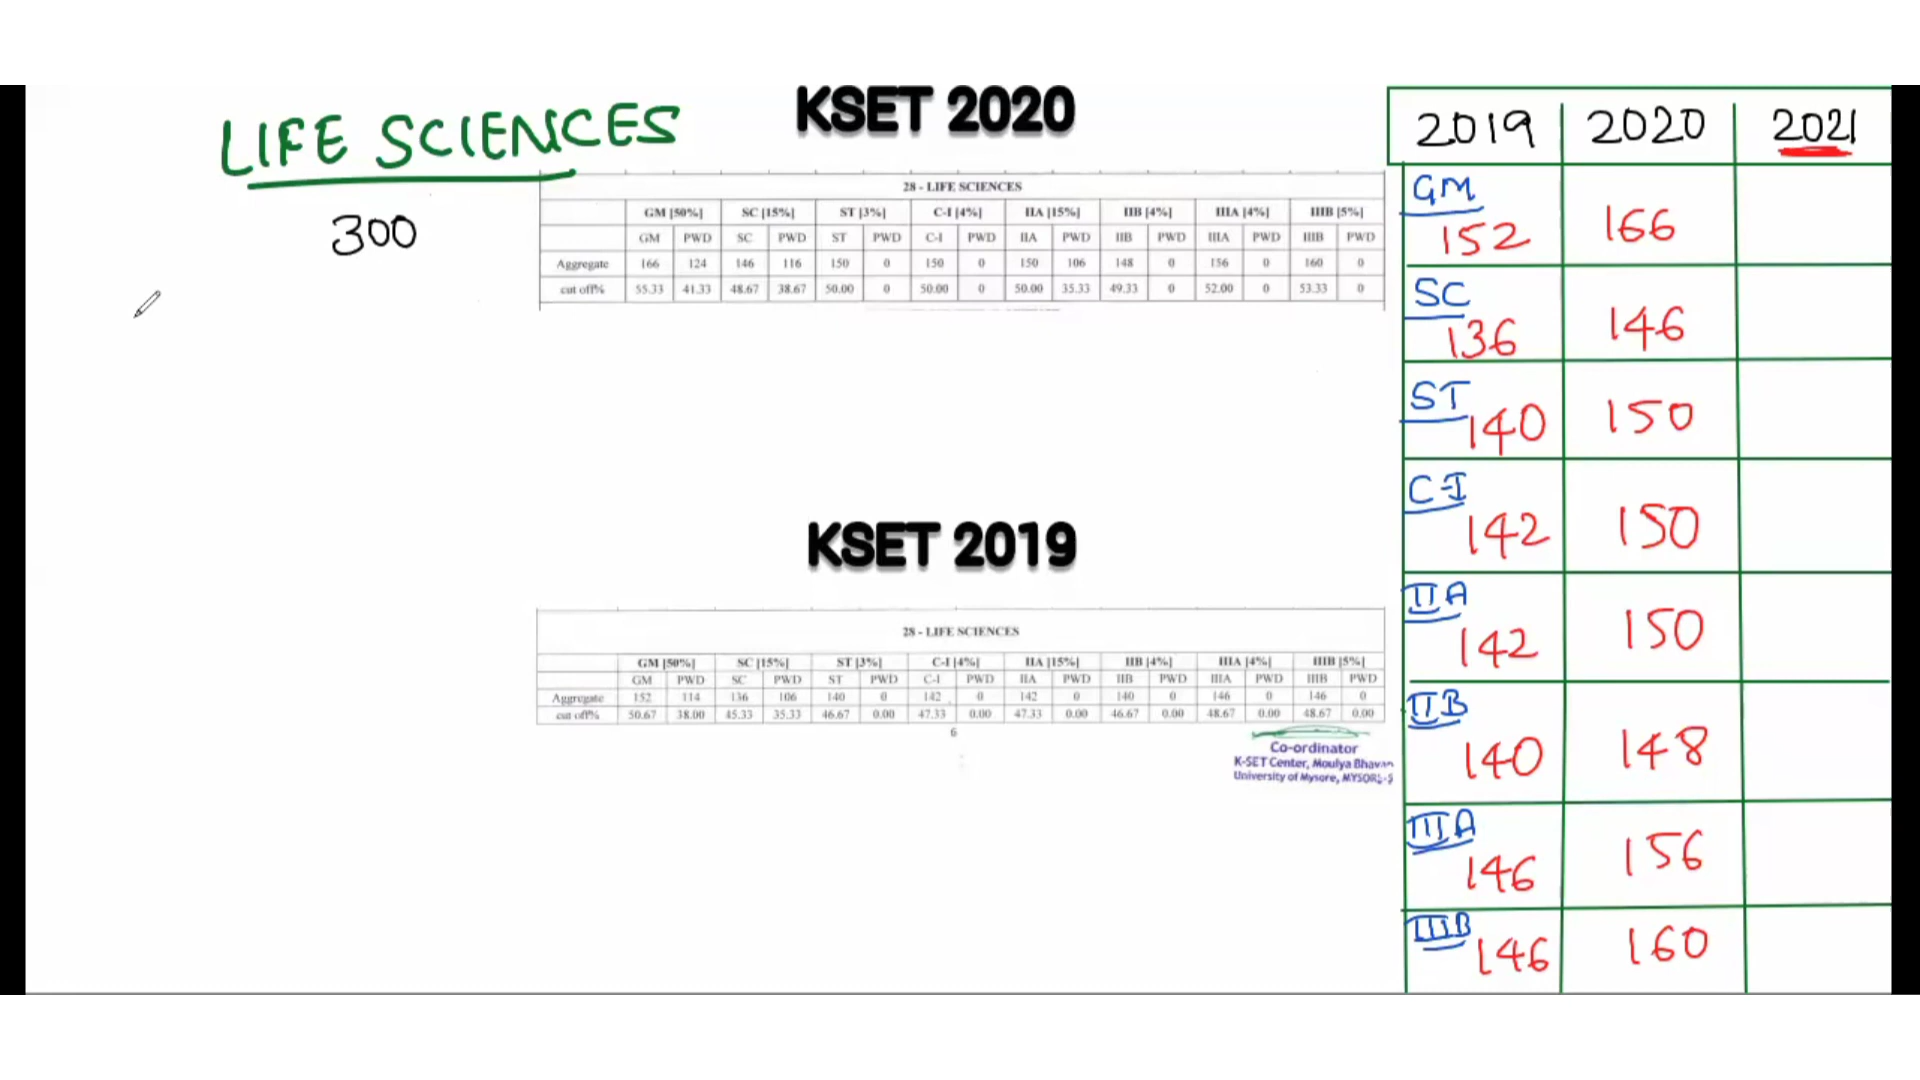 LIFE SCIENCES
300
KSET 2020
28 - LIFE SCIENCES
GM [50%] SC [15%] ST [3%] C-I [4%] IIA [15%] IIB [4%] IIIA [4%] IIIB [5%]
GM PWD SC PWD ST PWD C-I PWD IIA PWD IIB PWD IIIA PWD IIIB PWD
Aggregate 166 124 146 116 150 0 150 0 150 106 148 0 156 0 160 0
cut off% 55.33 41.33 48.67 38.67 50.00 0 50.00 0 50.00 35.33 49.33 0 52.00 0 53.33 0
KSET 2019
28 - LIFE SCIENCES
GM [50%] SC [15%] ST [3%] C-I [4%] IIA [15%] IIB [4%] IIIA [4%] IIIB [5%]
GM PWD SC PWD ST PWD C-I PWD IIA PWD IIB PWD IIIA PWD IIIB PWD
Aggregate 152 114 136 106 140 0 142 0 142 0 140 0 146 0 146 0
cut off% 50.67 38.00 45.33 35.33 46.67 0.00 47.33 0.00 47.33 0.00 46.67 0.00 48.67 0.00 48.67 0.00
6
Co-ordinator
K-SET Center, Moulya Bhavan
University of Mysore, MYSORE-5
2019 2020 2021
GM
152 166
SC
136 146
ST
140 150
C-I
142 150
IIA
142 150
IIB
140 148
IIIA
146 156
IIIB
146 160